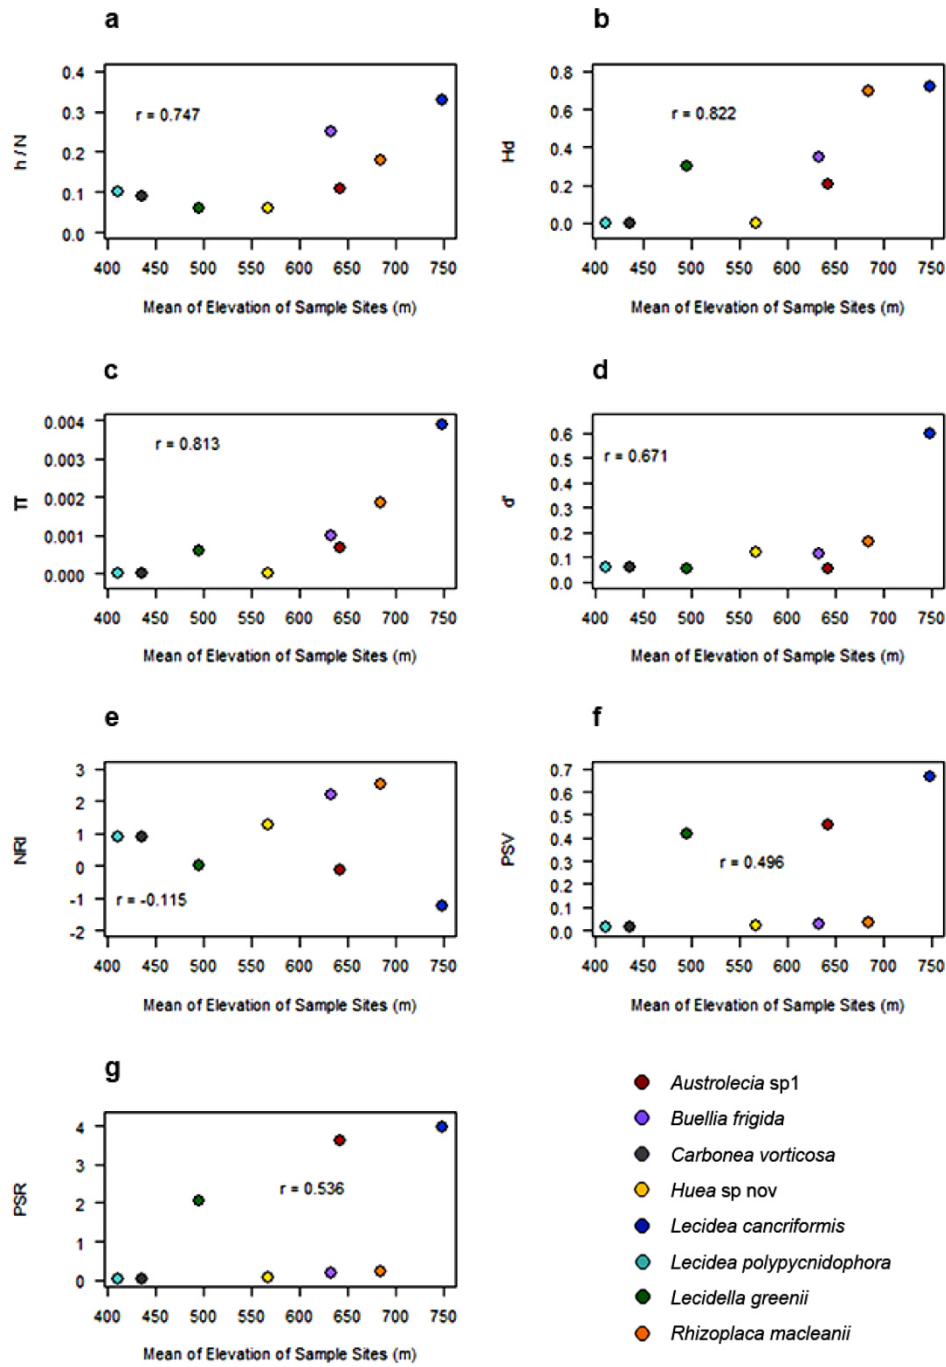 a
0.4
0.3
0.2
0.1
0.0
h / N
r = 0.747
400 450 500 550 600 650 700 750
Mean of Elevation of Sample Sites (m)
b
0.8
0.6
0.4
0.2
0.0
Hd
r = 0.822
400 450 500 550 600 650 700 750
Mean of Elevation of Sample Sites (m)
c
0.004
0.003
0.002
0.001
0.000
π
r = 0.813
400 450 500 550 600 650 700 750
Mean of Elevation of Sample Sites (m)
d
0.6
0.5
0.4
0.3
0.2
0.1
0.0
d'
r = 0.671
400 450 500 550 600 650 700 750
Mean of Elevation of Sample Sites (m)
e
3
2
1
0
-1
-2
NRI
r = -0.115
400 450 500 550 600 650 700 750
Mean of Elevation of Sample Sites (m)
f
0.7
0.6
0.5
0.4
0.3
0.2
0.1
0.0
PSV
r = 0.496
400 450 500 550 600 650 700 750
Mean of Elevation of Sample Sites (m)
g
4
3
2
1
0
PSR
r = 0.536
400 450 500 550 600 650 700 750
Mean of Elevation of Sample Sites (m)
Austrolecia sp1
Buellia frigida
Carbonea vorticosa
Huea sp nov
Lecidea cancriformis
Lecidea polypycnidophora
Lecidella greenii
Rhizoplaca macleanii